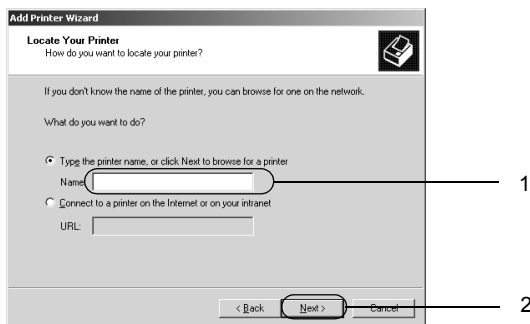 Add Printer Wizard
Locate Your Printer
How do you want to locate your printer?
If you don't know the name of the printer, you can browse for one on the network.
What do you want to do?
Type the printer name, or click Next to browse for a printer
Name
1
Connect to a printer on the Internet or on your intranet
URL:
< Back Next > Cancel
2